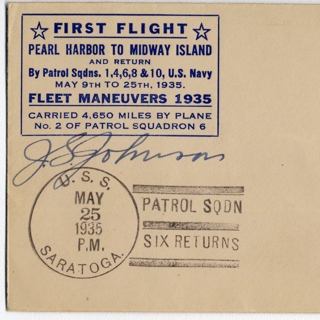 FIRST FLIGHT
PEARL HARBOR TO MIDWAY ISLAND
AND RETURN
By Patrol Sqdns. 1,4,6,8 & 10, U.S. Navy
MAY 9TH TO 25TH, 1935.
FLEET MANEUVERS 1935
CARRIED 4,650 MILES BY PLANE
No. 2 OF PATROL SQUADRON 6
J.S. Johnson
U.S.S.
MAY
25
1935
P.M.
SARATOGA.
PATROL SQDN
SIX RETURNS